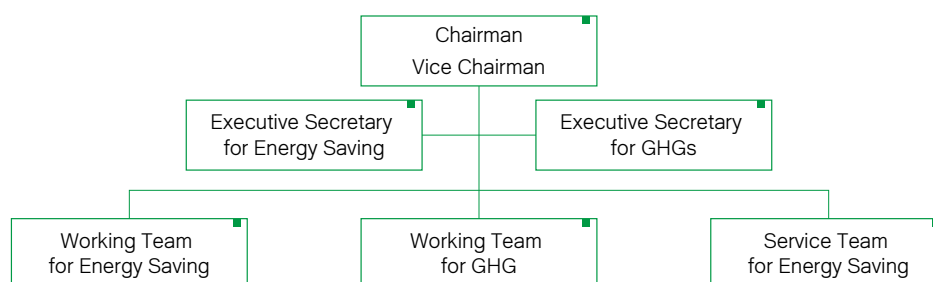 Chairman
Vice Chairman
Executive Secretary
for Energy Saving
Executive Secretary
for GHGs
Working Team
for Energy Saving
Working Team
for GHG
Service Team
for Energy Saving